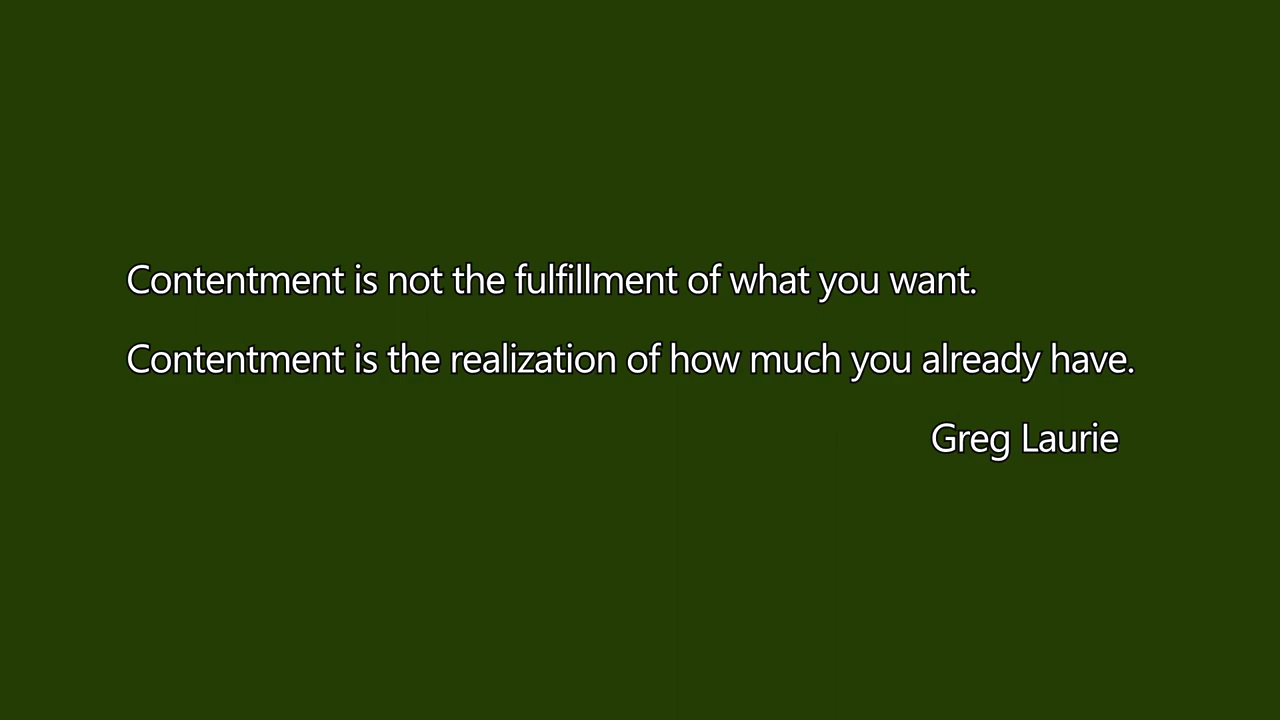 Contentment is not the fulfillment of what you want.
Contentment is the realization of how much you already have.
Greg Laurie